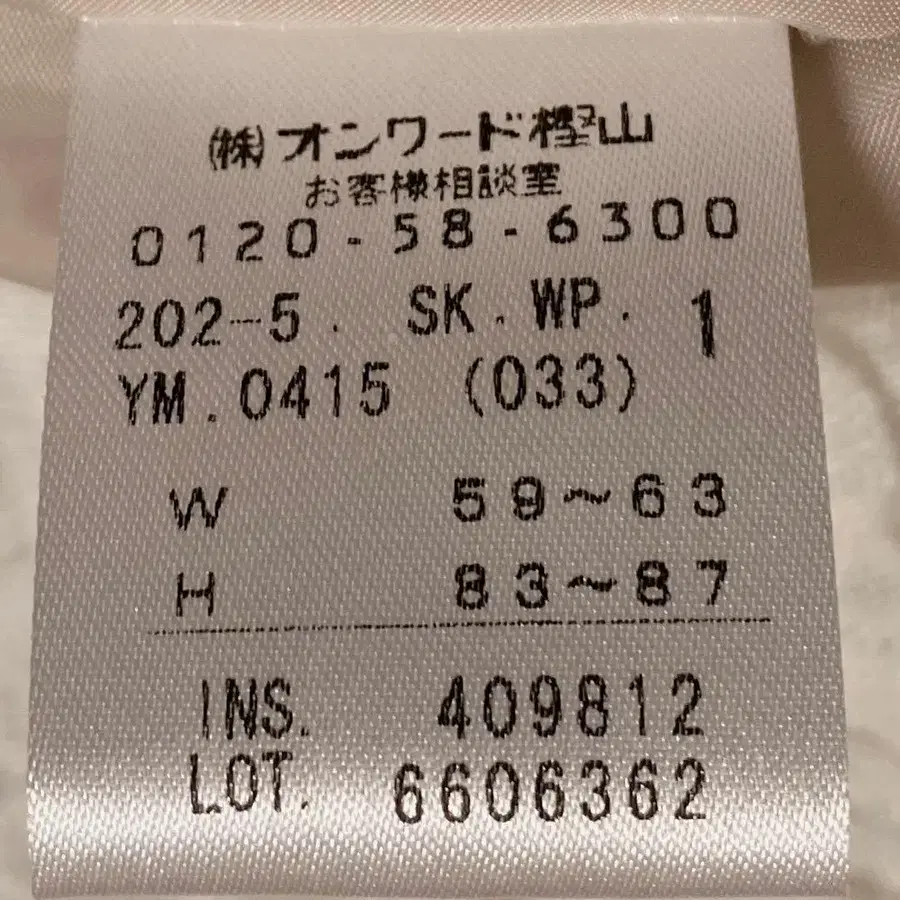 ㈱オンワード樫山
お客様相談室
0120-58-6300
202-5. SK.WP. 1
YM.0415 (033)
W 59~63
H 83~87
INS. 409812
LOT. 6606362